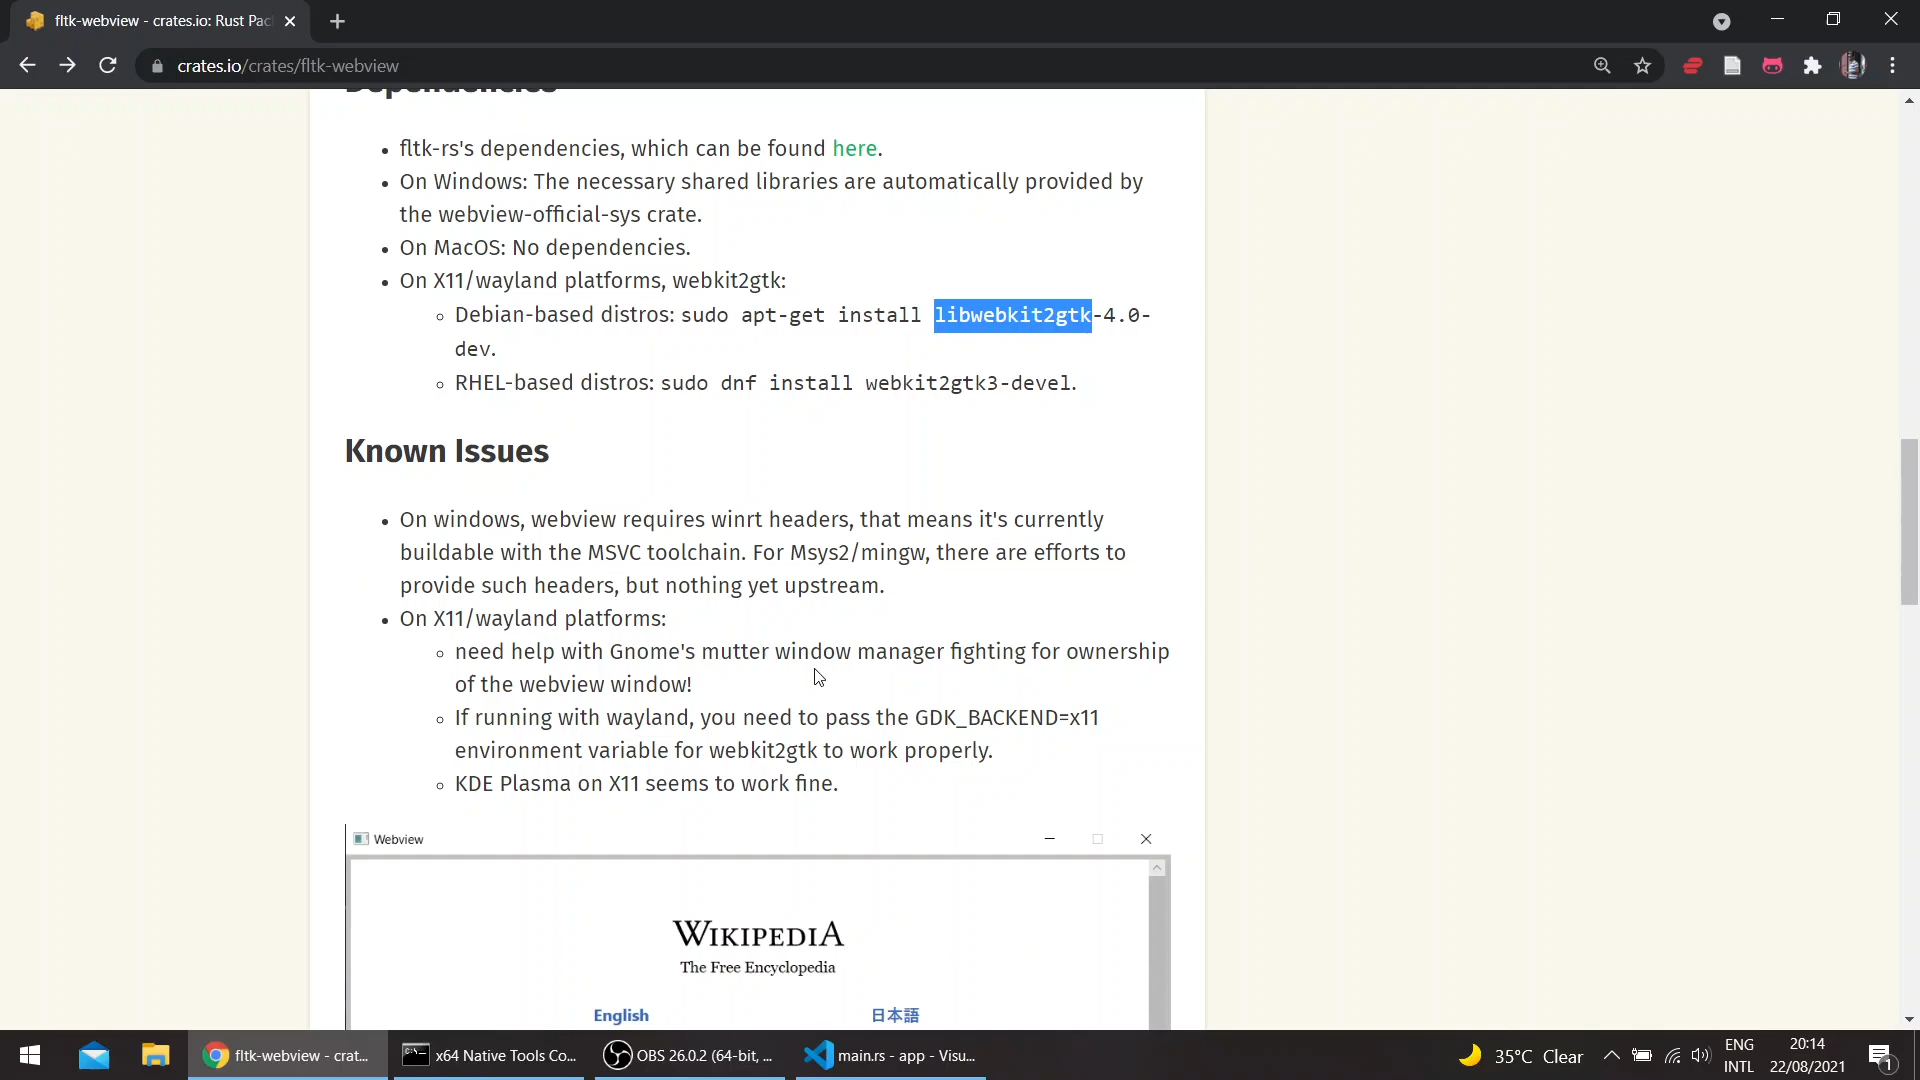 fltk-webview - crates.io: Rust Pac
crates.io/crates/fltk-webview
Dependencies
fltk-rs's dependencies, which can be found here.
On Windows: The necessary shared libraries are automatically provided by
the webview-official-sys crate.
On MacOS: No dependencies.
On X11/wayland platforms, webkit2gtk:
Debian-based distros: sudo apt-get install libwebkit2gtk-4.0-
dev.
RHEL-based distros: sudo dnf install webkit2gtk3-devel.
Known Issues
On windows, webview requires winrt headers, that means it's currently
buildable with the MSVC toolchain. For Msys2/mingw, there are efforts to
provide such headers, but nothing yet upstream.
On X11/wayland platforms:
need help with Gnome's mutter window manager fighting for ownership
of the webview window!
If running with wayland, you need to pass the GDK_BACKEND=x11
environment variable for webkit2gtk to work properly.
KDE Plasma on X11 seems to work fine.
Webview
WIKIPEDIA
The Free Encyclopedia
English 日本語
fltk-webview - crat... x64 Native Tools Co... OBS 26.0.2 (64-bit, ... main.rs - app - Visu... 35°C Clear ENG 20:14
INTL 22/08/2021 1